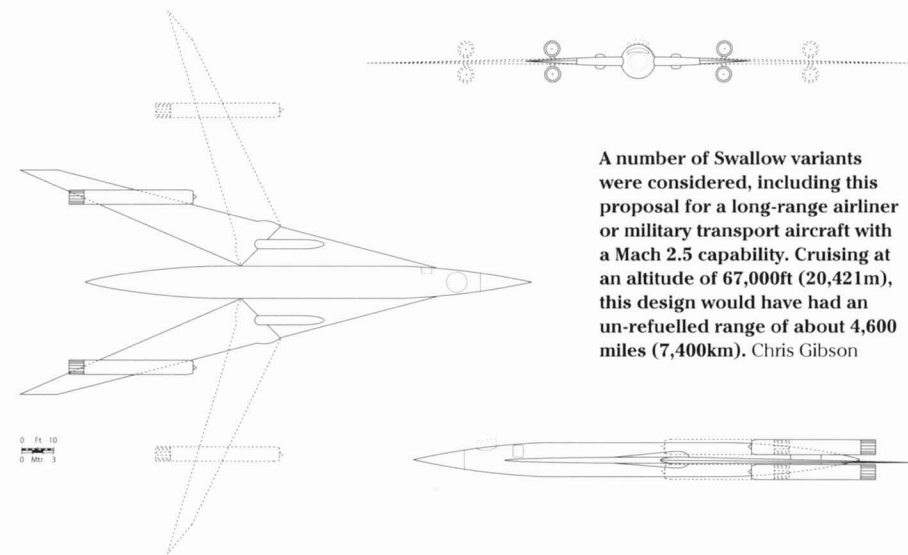 A number of Swallow variants
were considered, including this
proposal for a long-range airliner
or military transport aircraft with
a Mach 2.5 capability. Cruising at
an altitude of 67,000ft (20,421m),
this design would have had an
un-refuelled range of about 4,600
miles (7,400km). Chris Gibson
0 Ft 10
0 Mtr 3